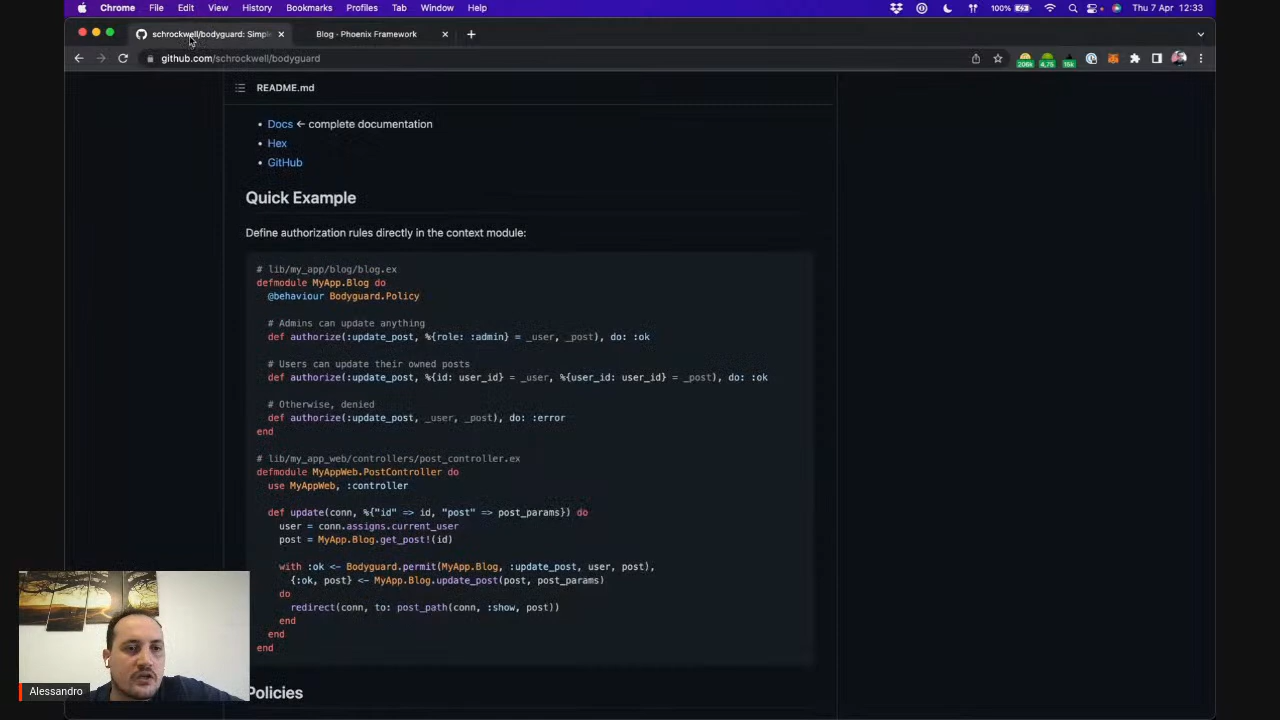 Chrome File Edit View History Bookmarks Profiles Tab Window Help 100% Thu 7 Apr 12:33
schrockwell/bodyguard: Simple Blog · Phoenix Framework
github.com/schrockwell/bodyguard 206k 4,75 15k
README.md
• Docs ← complete documentation
• Hex
• GitHub
Quick Example
Define authorization rules directly in the context module:
# lib/my_app/blog/blog.ex
defmodule MyApp.Blog do
@behaviour Bodyguard.Policy
# Admins can update anything
def authorize(:update_post, %{role: :admin} = _user, _post), do: :ok
# Users can update their owned posts
def authorize(:update_post, %{id: user_id} = _user, %{user_id: user_id} = _post), do: :ok
# Otherwise, denied
def authorize(:update_post, _user, _post), do: :error
end
# lib/my_app_web/controllers/post_controller.ex
defmodule MyAppWeb.PostController do
use MyAppWeb, :controller
def update(conn, %{"id" => id, "post" => post_params}) do
user = conn.assigns.current_user
post = MyApp.Blog.get_post!(id)
with :ok <- Bodyguard.permit(MyApp.Blog, :update_post, user, post),
{:ok, post} <- MyApp.Blog.update_post(post, post_params)
do
redirect(conn, to: post_path(conn, :show, post))
end
end
end
Policies
Alessandro